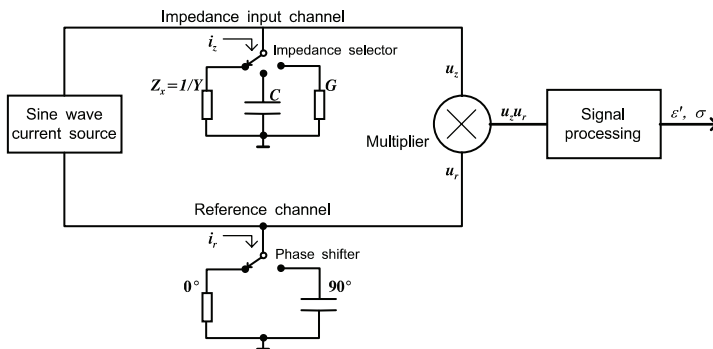 Impedance input channel
i_z
Impedance selector
Z_x=1/Y
C
G
Sine wave
current source
u_z
Multiplier
u_z u_r
Signal
processing
ε′, σ
u_r
Reference channel
i_r
Phase shifter
0°
90°